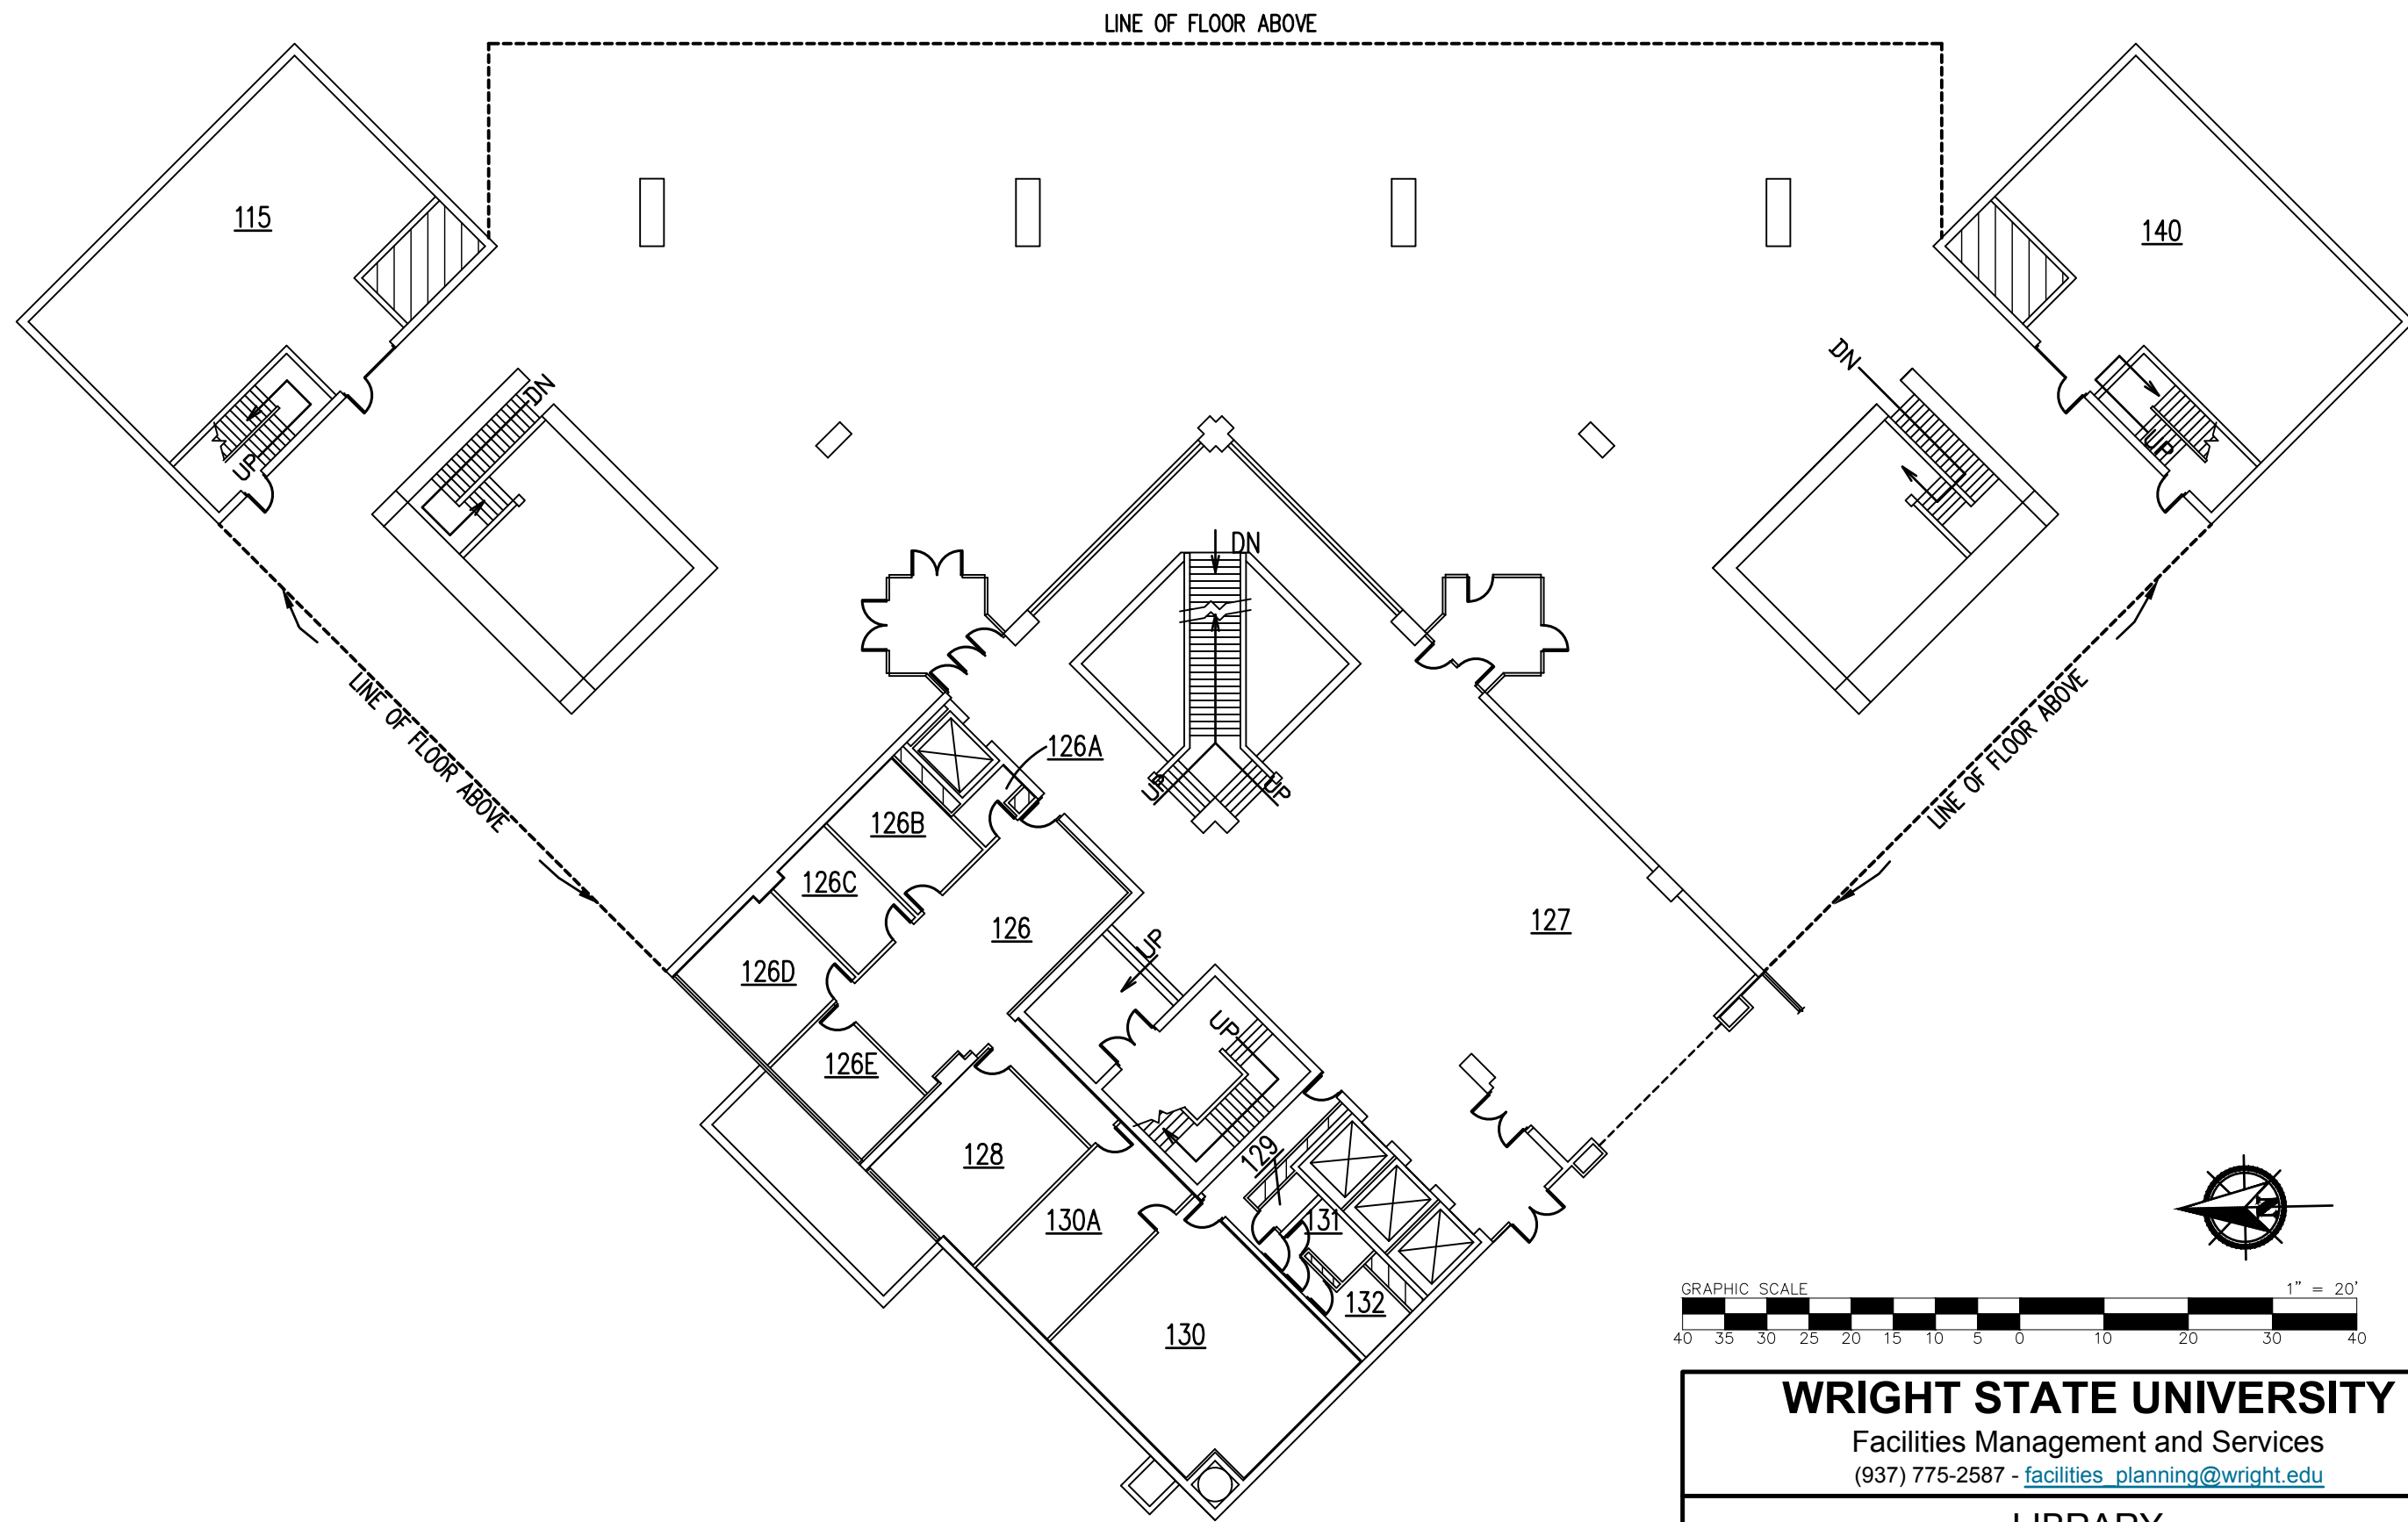 LINE OF FLOOR ABOVE
115
140
DN
DN
UP
UP
DN
LINE OF FLOOR ABOVE
LINE OF FLOOR ABOVE
126A
UP
UP
126B
126C
126
127
UP
126D
UP
126E
128
129
130A
131
132
130
N
GRAPHIC SCALE 1" = 20'
40 35 30 25 20 15 10 5 0 10 20 30 40
WRIGHT STATE UNIVERSITY
Facilities Management and Services
(937) 775-2587 - facilities_planning@wright.edu
LIBRARY